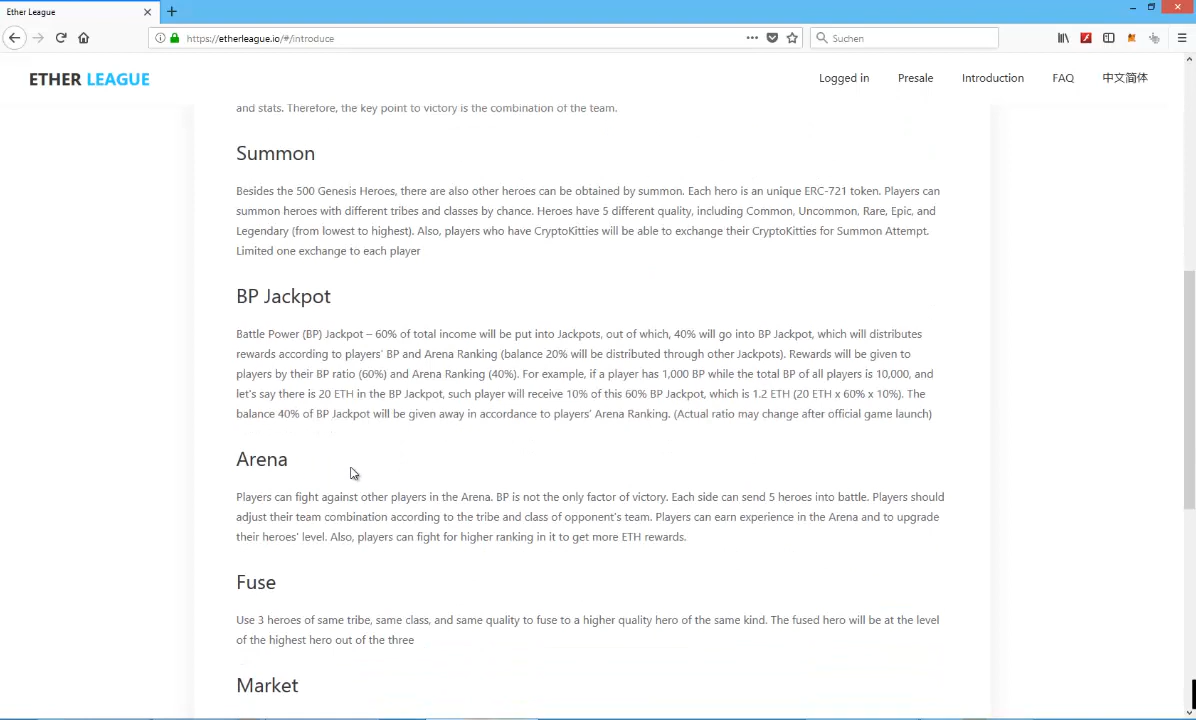 Ether League
https://etherleague.io/#/introduce
Suchen
ETHER LEAGUE
Logged in
Presale
Introduction
FAQ
中文简体
and stats. Therefore, the key point to victory is the combination of the team.
Summon
Besides the 500 Genesis Heroes, there are also other heroes can be obtained by summon. Each hero is an unique ERC-721 token. Players can
summon heroes with different tribes and classes by chance. Heroes have 5 different quality, including Common, Uncommon, Rare, Epic, and
Legendary (from lowest to highest). Also, players who have CryptoKitties will be able to exchange their CryptoKitties for Summon Attempt.
Limited one exchange to each player
BP Jackpot
Battle Power (BP) Jackpot – 60% of total income will be put into Jackpots, out of which, 40% will go into BP Jackpot, which will distributes
rewards according to players' BP and Arena Ranking (balance 20% will be distributed through other Jackpots). Rewards will be given to
players by their BP ratio (60%) and Arena Ranking (40%). For example, if a player has 1,000 BP while the total BP of all players is 10,000, and
let's say there is 20 ETH in the BP Jackpot, such player will receive 10% of this 60% BP Jackpot, which is 1.2 ETH (20 ETH x 60% x 10%). The
balance 40% of BP Jackpot will be given away in accordance to players' Arena Ranking. (Actual ratio may change after official game launch)
Arena
Players can fight against other players in the Arena. BP is not the only factor of victory. Each side can send 5 heroes into battle. Players should
adjust their team combination according to the tribe and class of opponent's team. Players can earn experience in the Arena and to upgrade
their heroes' level. Also, players can fight for higher ranking in it to get more ETH rewards.
Fuse
Use 3 heroes of same tribe, same class, and same quality to fuse to a higher quality hero of the same kind. The fused hero will be at the level
of the highest hero out of the three
Market